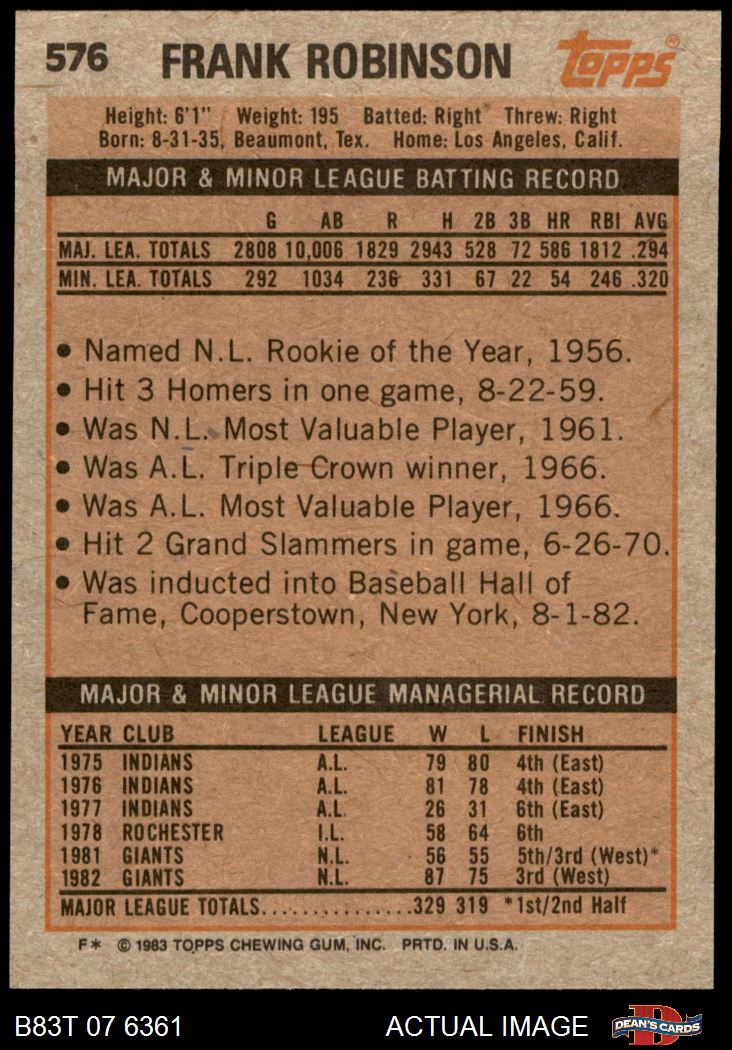 576 FRANK ROBINSON Topps®
Height: 6'1" Weight: 195 Batted: Right Threw: Right
Born: 8-31-35, Beaumont, Tex. Home: Los Angeles, Calif.
MAJOR & MINOR LEAGUE BATTING RECORD
G AB R H 2B 3B HR RBI AVG
MAJ. LEA. TOTALS 2808 10,006 1829 2943 528 72 586 1812 .294
MIN. LEA. TOTALS 292 1034 236 331 67 22 54 246 .320
• Named N.L. Rookie of the Year, 1956.
• Hit 3 Homers in one game, 8-22-59.
• Was N.L. Most Valuable Player, 1961.
• Was A.L. Triple Crown winner, 1966.
• Was A.L. Most Valuable Player, 1966.
• Hit 2 Grand Slammers in game, 6-26-70.
• Was inducted into Baseball Hall of
Fame, Cooperstown, New York, 8-1-82.
MAJOR & MINOR LEAGUE MANAGERIAL RECORD
YEAR CLUB LEAGUE W L FINISH
1975 INDIANS A.L. 79 80 4th (East)
1976 INDIANS A.L. 81 78 4th (East)
1977 INDIANS A.L. 26 31 6th (East)
1978 ROCHESTER I.L. 58 64 6th
1981 GIANTS N.L. 56 55 5th/3rd (West)*
1982 GIANTS N.L. 87 75 3rd (West)
MAJOR LEAGUE TOTALS...............329 319 *1st/2nd Half
F* © 1983 TOPPS CHEWING GUM, INC. PRTD. IN U.S.A.
B83T 07 6361 ACTUAL IMAGE DEAN'S CARDS